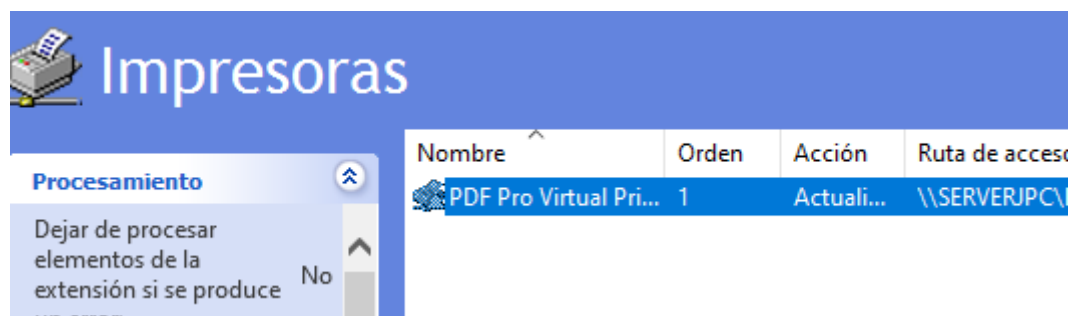 Impresoras
Nombre Orden Acción Ruta de acceso
PDF Pro Virtual Pri... 1 Actuali... \\SERVERJPC\
Procesamiento
Dejar de procesar
elementos de la
extensión si se produce
No